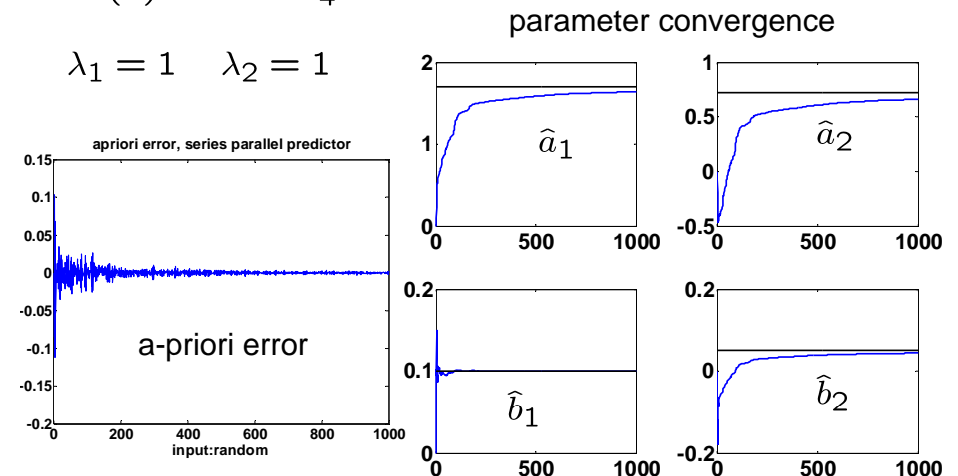 parameter convergence
λ1 = 1 λ2 = 1
apriori error, series parallel predictor
0.15
0.1
0.05
0
-0.05
-0.1
-0.15
-0.2
0 200 400 600 800 1000
input:random
a-priori error
2
1
0
0 500 1000
â1
1
0.5
0
-0.5
0 500 1000
â2
0.2
0.1
0
0 500 1000
b̂1
0.2
0
-0.2
0 500 1000
b̂2